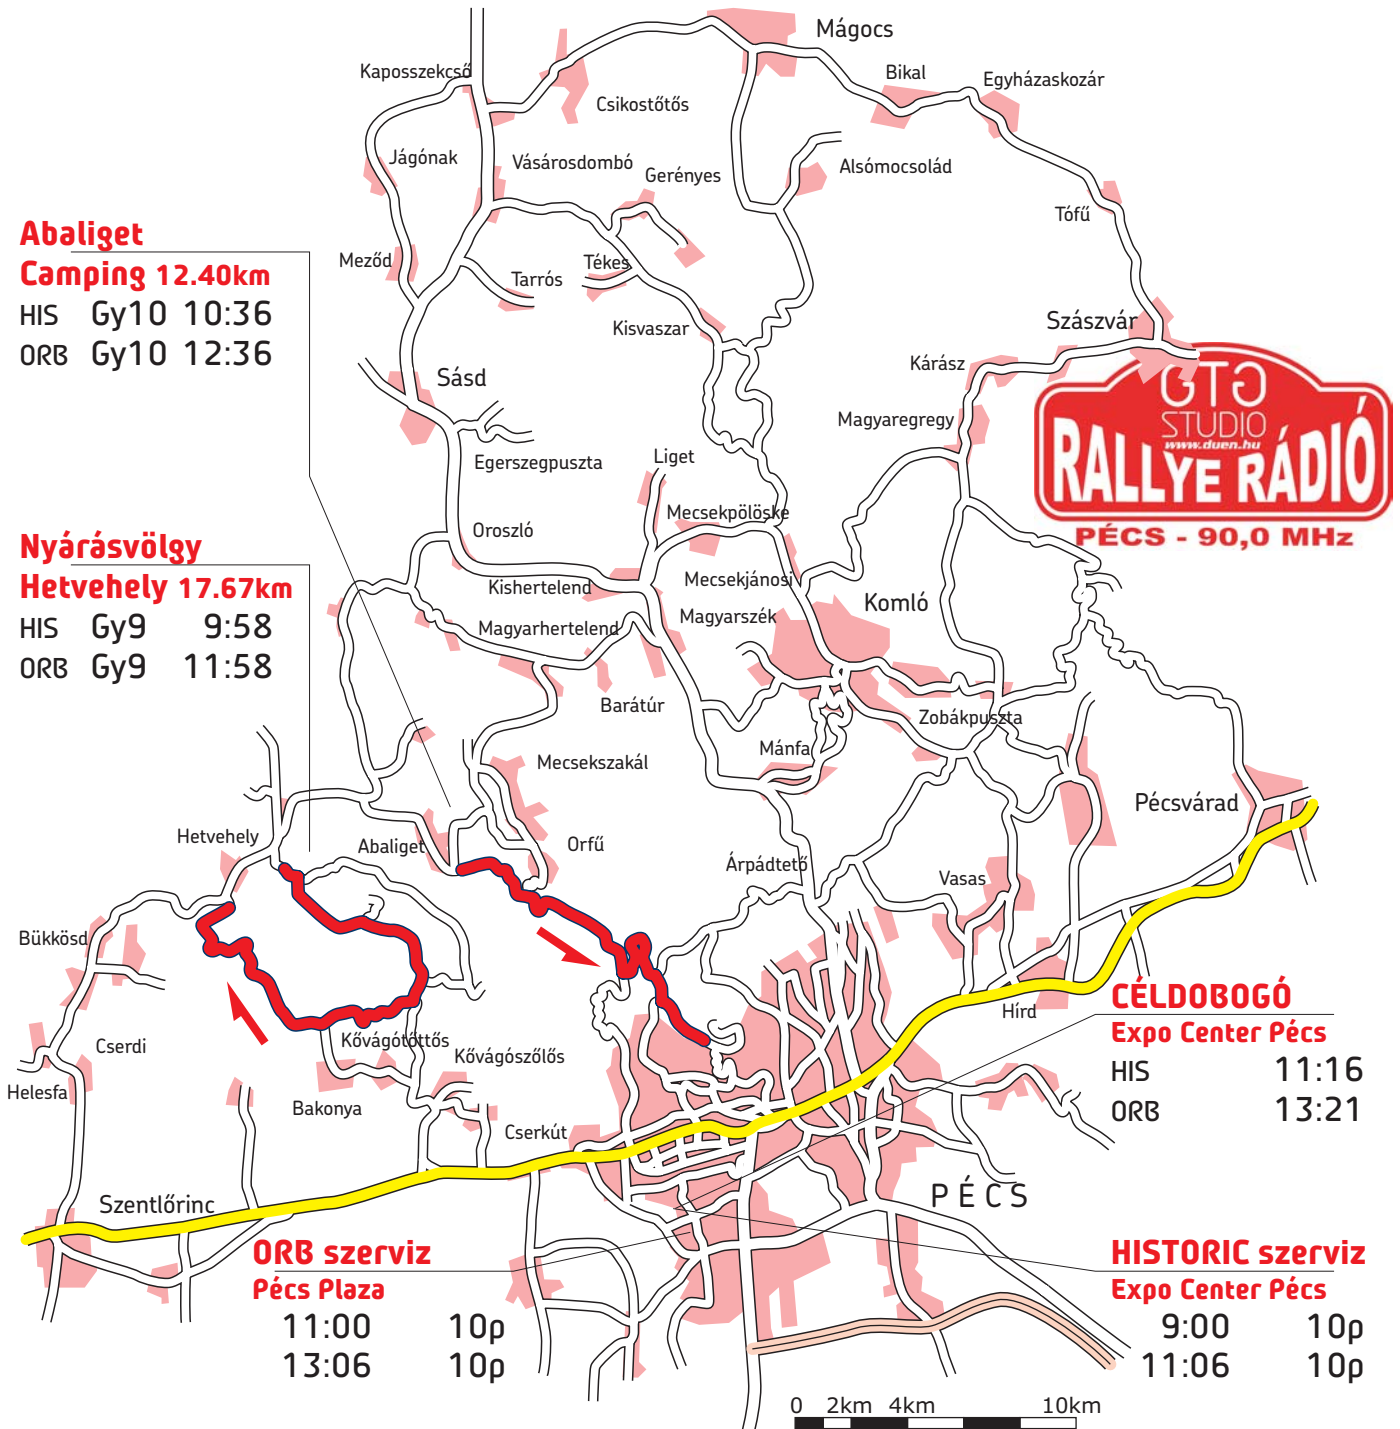 Mágocs
Kaposszekcső
Bikal
Egyházaskozár
Csikostőtős
Jágónak
Vásárosdombó
Gerényes
Alsómocsolád
Tófű
Abaliget
Camping 12.40km
HIS Gy10 10:36
ORB Gy10 12:36
Meződ
Tékes
Tarrós
Kisvaszar
Szászvár
Kárász
Sásd
Magyaregregy
GTG
STUDIO
www.duen.hu
RALLYE RÁDIÓ
PÉCS - 90,0 MHz
Egerszegpuszta
Liget
Mecsekpölöske
Oroszló
Nyárásvölgy
Hetvehely 17.67km
HIS Gy9 9:58
ORB Gy9 11:58
Kishertelend
Mecsekjánosi
Komló
Magyarhertelend
Magyarszék
Barátúr
Zobákpuszta
Mánfa
Mecsekszakál
Pécsvárad
Hetvehely
Abaliget
Orfű
Árpádtető
Vasas
Bükkösd
Hird
Cserdi
Kővágótőttős
Kővágószőlős
Helesfa
Bakonya
Cserkút
CÉLDOBOGÓ
Expo Center Pécs
HIS 11:16
ORB 13:21
Szentlőrinc
PÉCS
ORB szerviz
Pécs Plaza
11:00 10p
13:06 10p
HISTORIC szerviz
Expo Center Pécs
9:00 10p
11:06 10p
0 2km 4km 10km